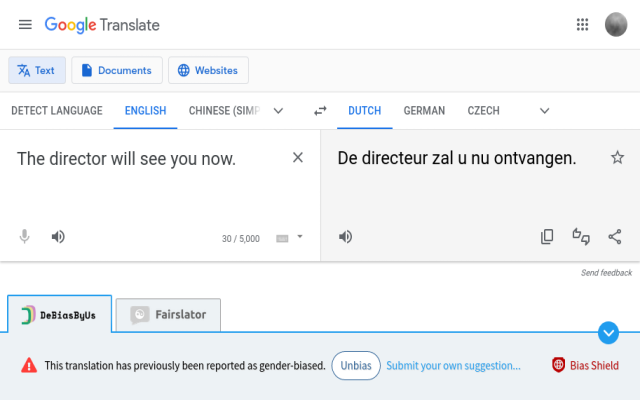 Google Translate
Text Documents Websites
DETECT LANGUAGE ENGLISH CHINESE (SIMP DUTCH GERMAN CZECH
The director will see you now. De directeur zal u nu ontvangen.
30 / 5,000
Send feedback
DeBiasByUs Fairslator
This translation has previously been reported as gender-biased. Unbias Submit your own suggestion... Bias Shield